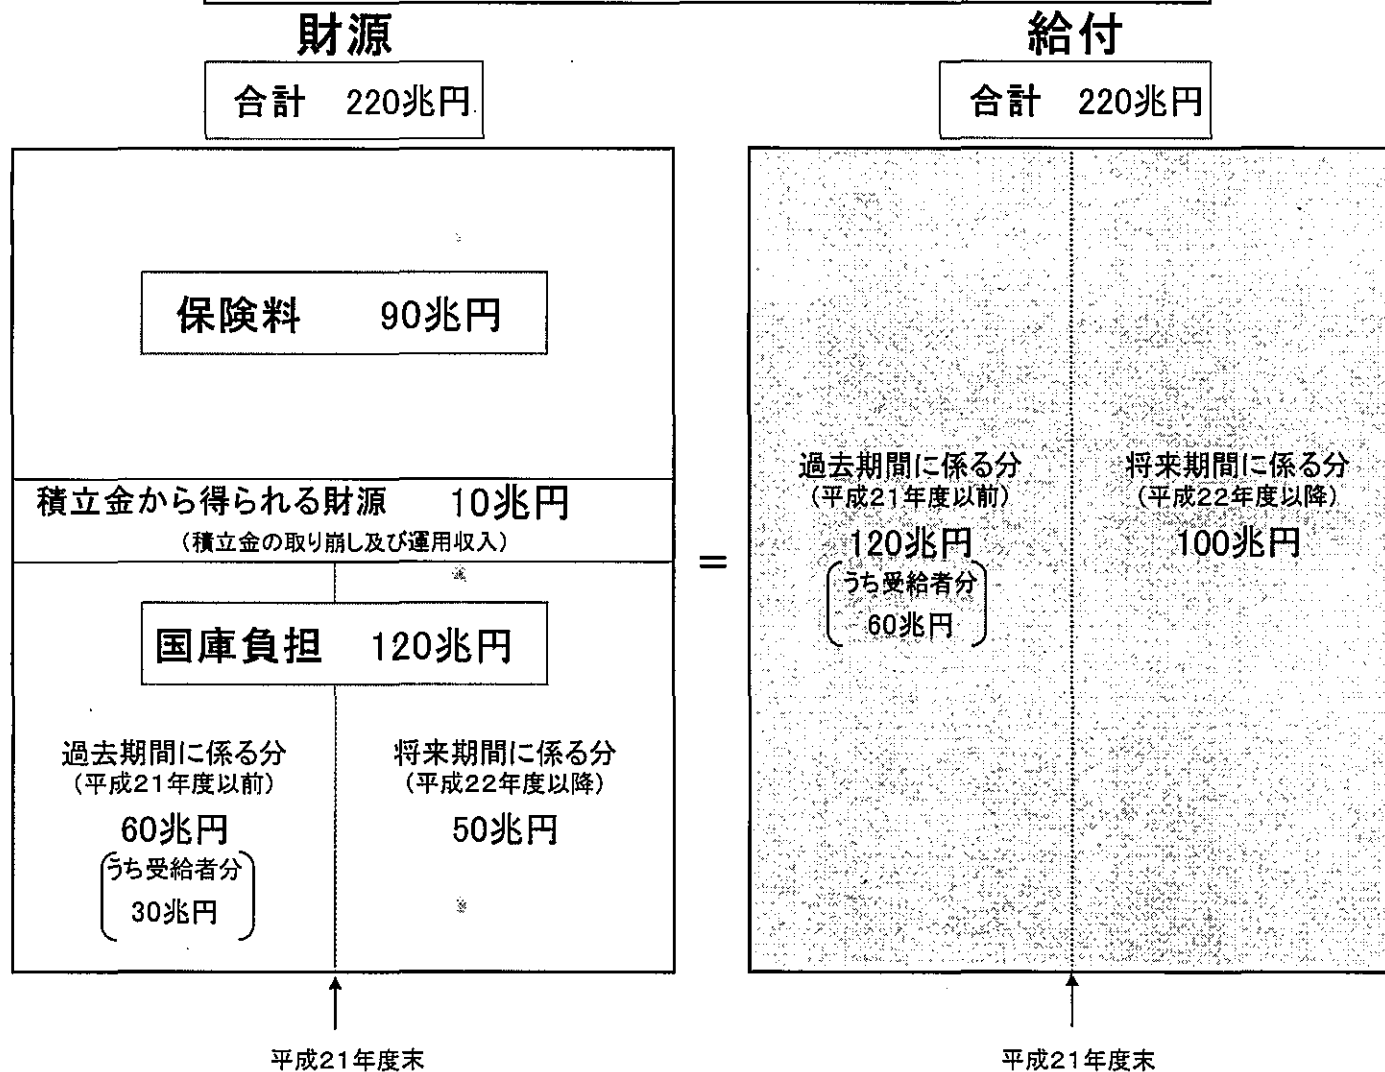 財源
合計 220兆円
保険料 90兆円
積立金から得られる財源 10兆円
(積立金の取り崩し及び運用収入)
国庫負担 120兆円
過去期間に係る分
(平成21年度以前)
60兆円
うち受給者分
30兆円
将来期間に係る分
(平成22年度以降)
50兆円
平成21年度末
=
給付
合計 220兆円
過去期間に係る分
(平成21年度以前)
120兆円
うち受給者分
60兆円
将来期間に係る分
(平成22年度以降)
100兆円
平成21年度末